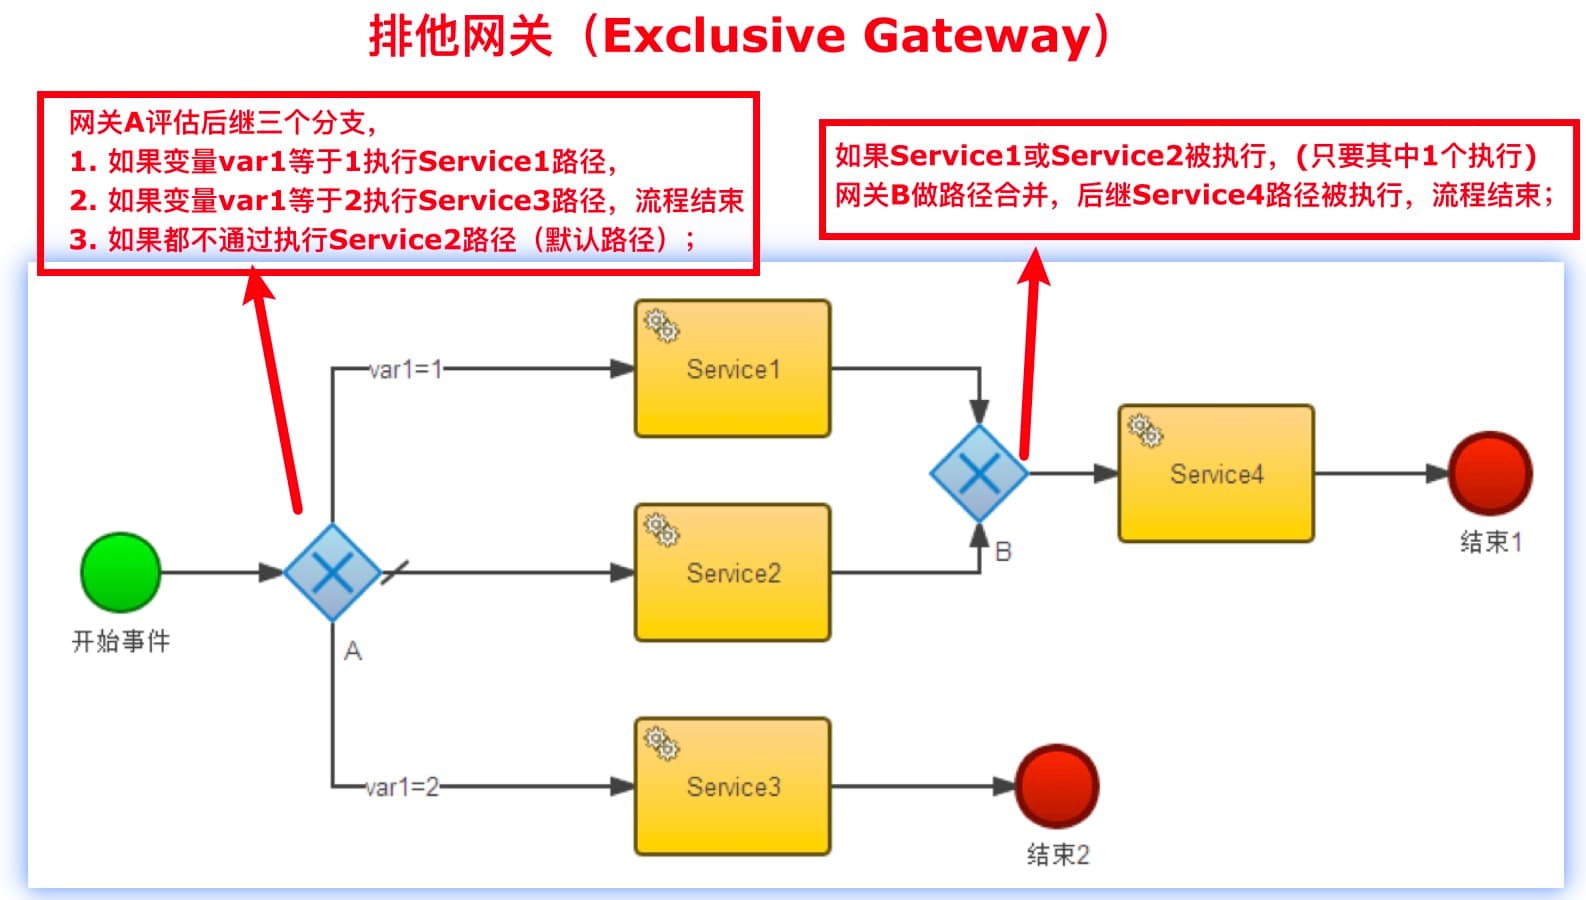 排他网关（Exclusive Gateway）
网关A评估后继三个分支，
1. 如果变量var1等于1执行Service1路径，
2. 如果变量var1等于2执行Service3路径，流程结束
3. 如果都不通过执行Service2路径（默认路径）；
如果Service1或Service2被执行，(只要其中1个执行)
网关B做路径合并，后继Service4路径被执行，流程结束；
var1=1
Service1
Service4
结束1
B
Service2
开始事件
A
var1=2
Service3
结束2